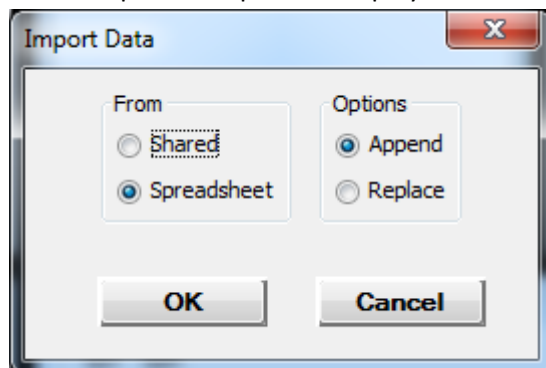 Import Data
From
Options
Shared
Append
Spreadsheet
Replace
OK
Cancel